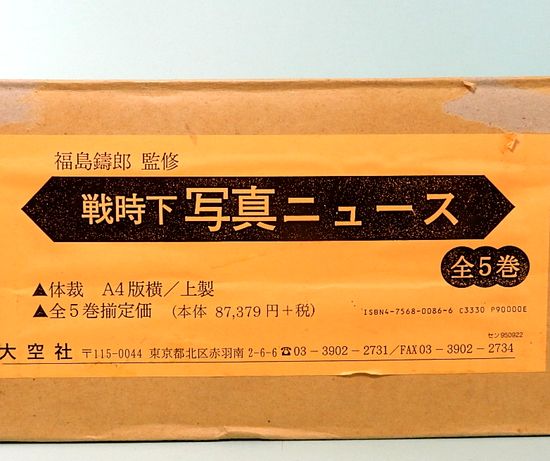 福島鑄郎 監修
戦時下 写真ニュース
全5巻
▲体裁 A4版横／上製
▲全5巻揃定価 (本体 87,379円＋税)
ISBN4-7568-0086-6 C3330 P90000E
セン950922
大空社 〒115-0044 東京都北区赤羽南2-6-6 ☎03－3902－2731／FAX03－3902－2734